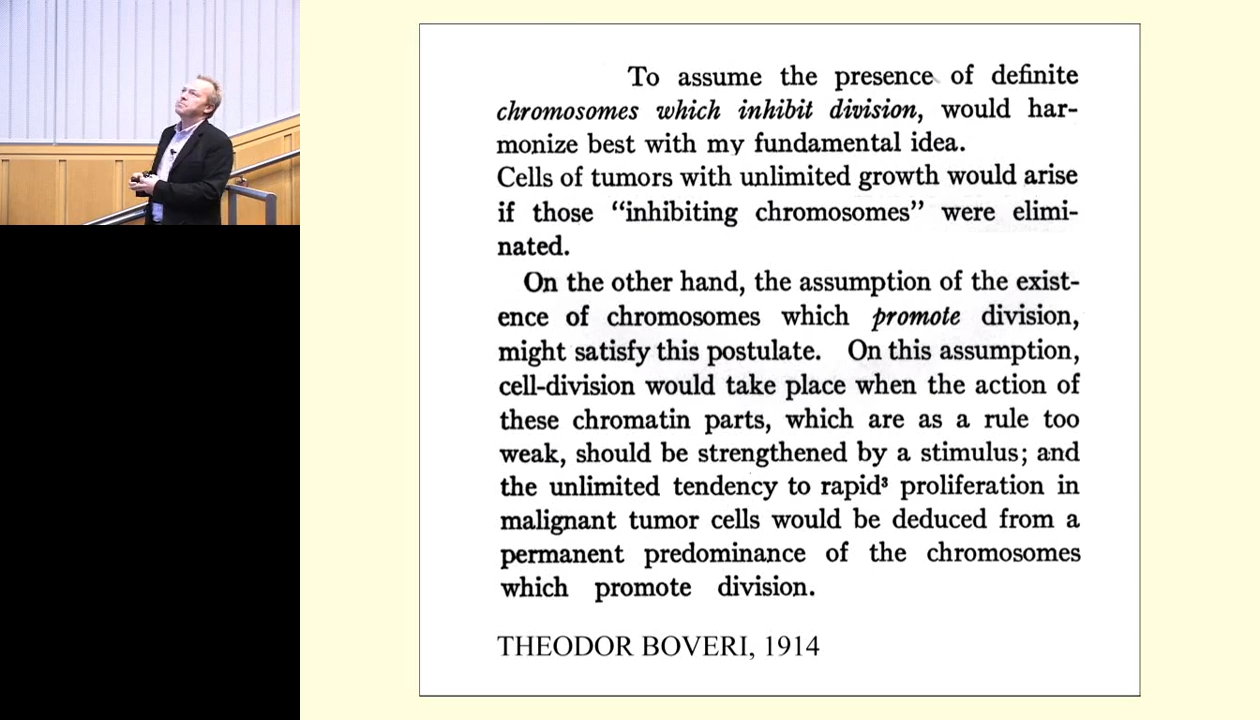 To assume the presence of definite
chromosomes which inhibit division, would har-
monize best with my fundamental idea.
Cells of tumors with unlimited growth would arise
if those “inhibiting chromosomes” were elimi-
nated.
On the other hand, the assumption of the exist-
ence of chromosomes which promote division,
might satisfy this postulate. On this assumption,
cell-division would take place when the action of
these chromatin parts, which are as a rule too
weak, should be strengthened by a stimulus; and
the unlimited tendency to rapid³ proliferation in
malignant tumor cells would be deduced from a
permanent predominance of the chromosomes
which promote division.
THEODOR BOVERI, 1914